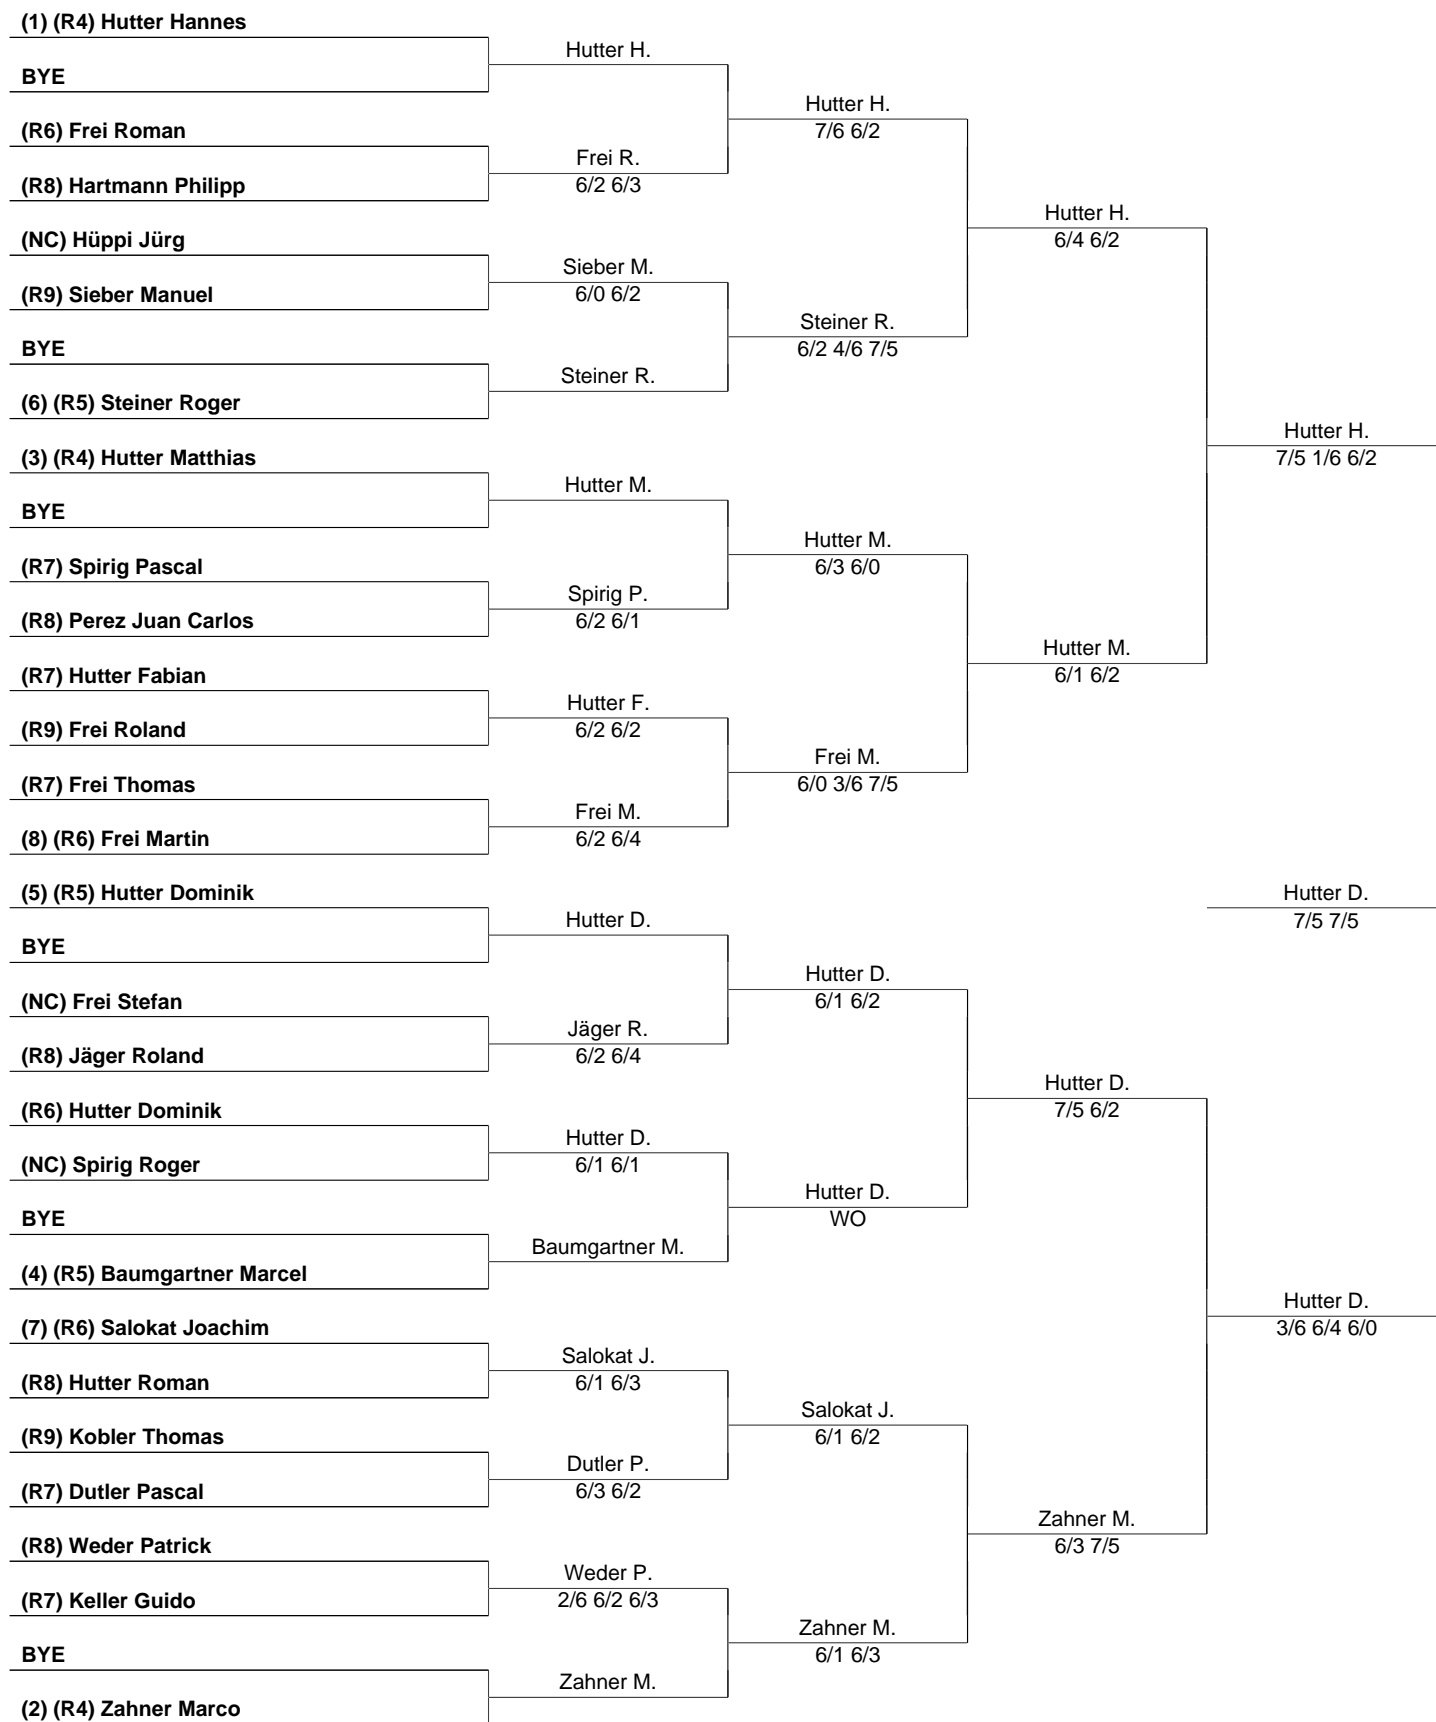 (1) (R4) Hutter Hannes
BYE
(R6) Frei Roman
(R8) Hartmann Philipp
(NC) Hüppi Jürg
(R9) Sieber Manuel
BYE
(6) (R5) Steiner Roger
(3) (R4) Hutter Matthias
BYE
(R7) Spirig Pascal
(R8) Perez Juan Carlos
(R7) Hutter Fabian
(R9) Frei Roland
(R7) Frei Thomas
(8) (R6) Frei Martin
(5) (R5) Hutter Dominik
BYE
(NC) Frei Stefan
(R8) Jäger Roland
(R6) Hutter Dominik
(NC) Spirig Roger
BYE
(4) (R5) Baumgartner Marcel
(7) (R6) Salokat Joachim
(R8) Hutter Roman
(R9) Kobler Thomas
(R7) Dutler Pascal
(R8) Weder Patrick
(R7) Keller Guido
BYE
(2) (R4) Zahner Marco
Hutter H.
Frei R.
6/2 6/3
Sieber M.
6/0 6/2
Steiner R.
Hutter M.
Spirig P.
6/2 6/1
Hutter F.
6/2 6/2
Frei M.
6/2 6/4
Hutter D.
Jäger R.
6/2 6/4
Hutter D.
6/1 6/1
Baumgartner M.
Salokat J.
6/1 6/3
Dutler P.
6/3 6/2
Weder P.
2/6 6/2 6/3
Zahner M.
Hutter H.
7/6 6/2
Steiner R.
6/2 4/6 7/5
Hutter M.
6/3 6/0
Frei M.
6/0 3/6 7/5
Hutter D.
6/1 6/2
Hutter D.
WO
Salokat J.
6/1 6/2
Zahner M.
6/1 6/3
Hutter H.
6/4 6/2
Hutter M.
6/1 6/2
Hutter D.
7/5 6/2
Zahner M.
6/3 7/5
Hutter H.
7/5 1/6 6/2
Hutter D.
7/5 7/5
Hutter D.
3/6 6/4 6/0